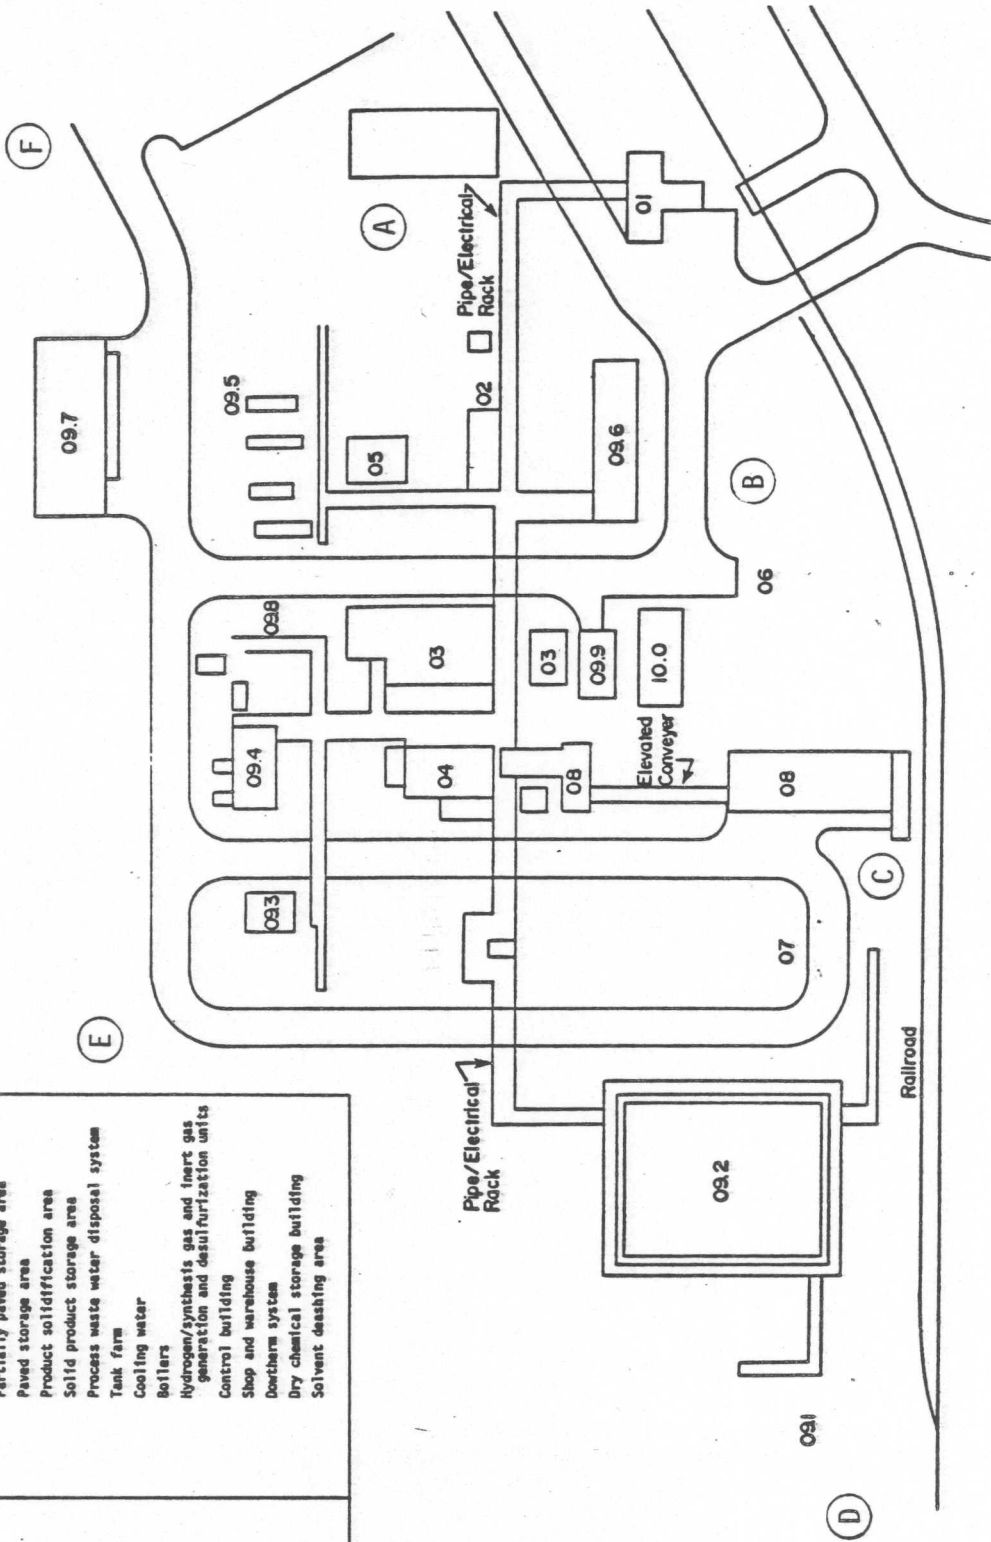 Partially paved storage area
Paved storage area
Product solidification area
Solid product storage area
Process waste water disposal system
Tank farm
Cooling water
Boilers
Hydrogen/synthesis gas and inert gas
generation and desulfurization units
Control building
Shop and warehouse building
Dowtherm system
Dry chemical storage building
Solvent deashing area
F
E
D
C
B
A
09.7
09.5
09.8
09.4
09.3
05
02
Pipe/Electrical
Rack
01
03
04
09.6
03
09.9
10.0
06
08
Elevated
Conveyer
08
07
Pipe/Electrical
Rack
09.2
09.1
Railroad